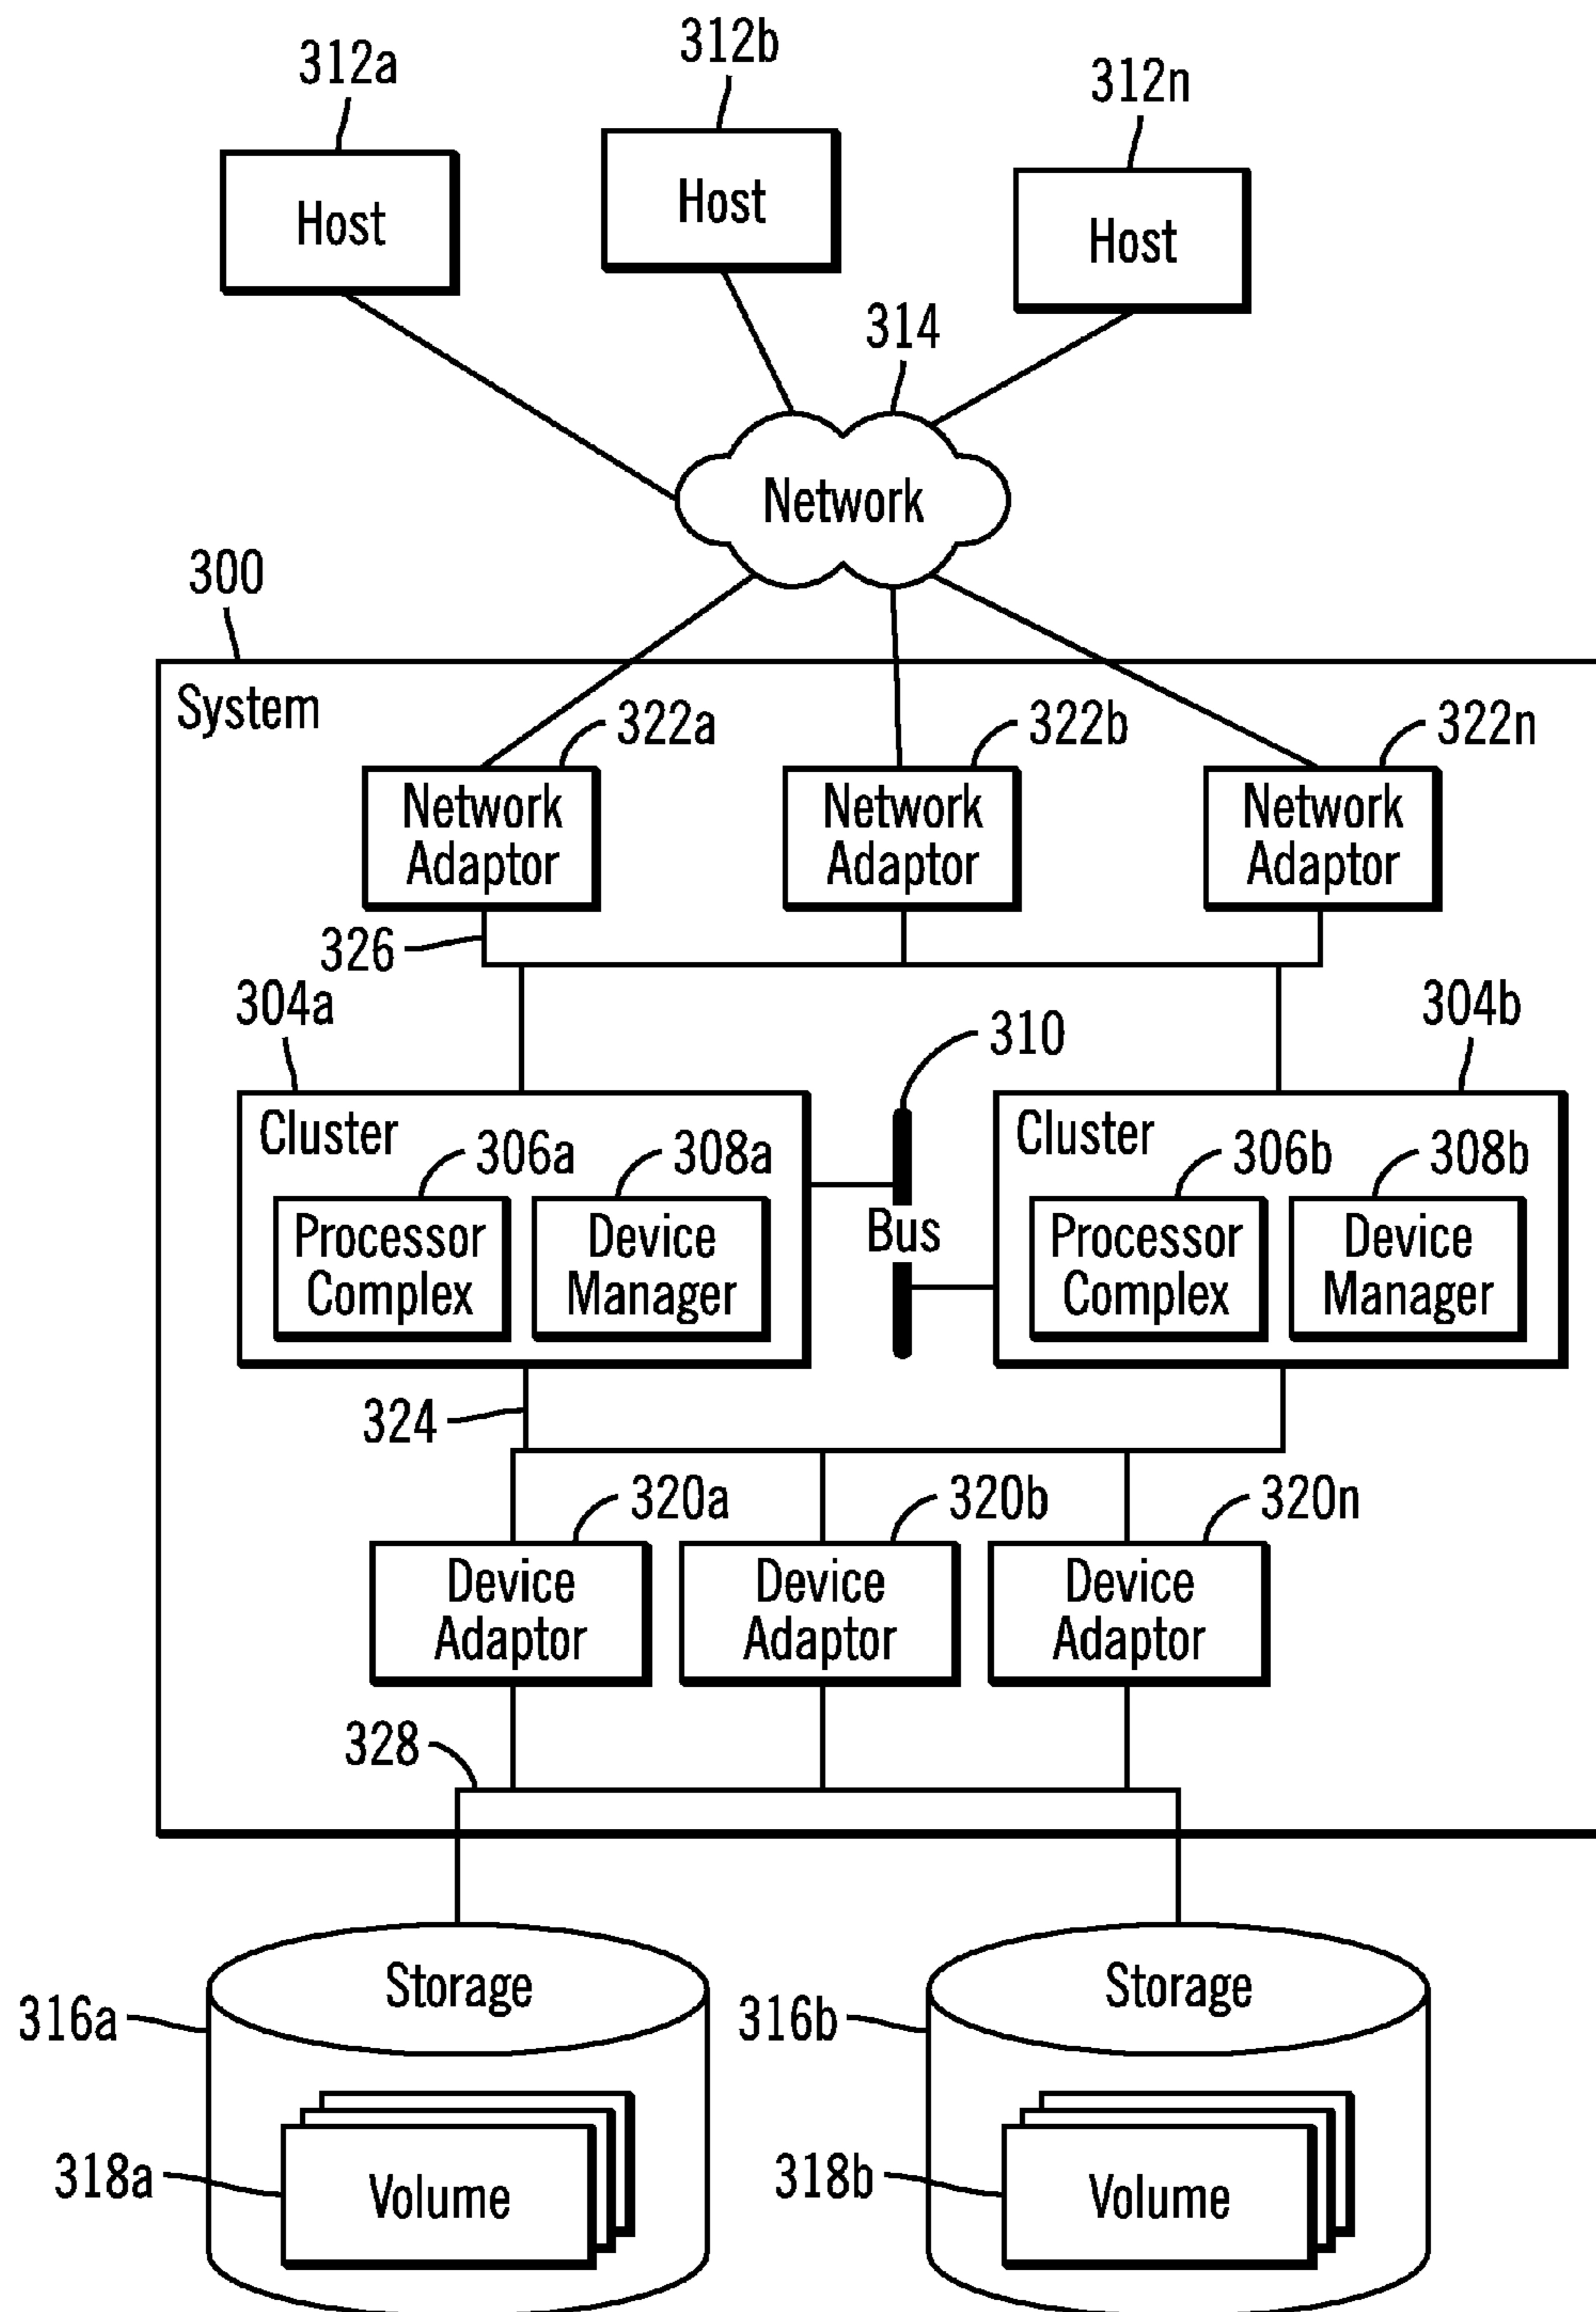 312a
312b
312n
Host
Host
Host
314
Network
300
System
322a
322b
322n
Network
Adaptor
Network
Adaptor
Network
Adaptor
326
304a
310
304b
Cluster
306a
308a
Processor
Complex
Device
Manager
Bus
Cluster
306b
308b
Processor
Complex
Device
Manager
324
320a
320b
320n
Device
Adaptor
Device
Adaptor
Device
Adaptor
328
Storage
Storage
316a
316b
318a
Volume
318b
Volume